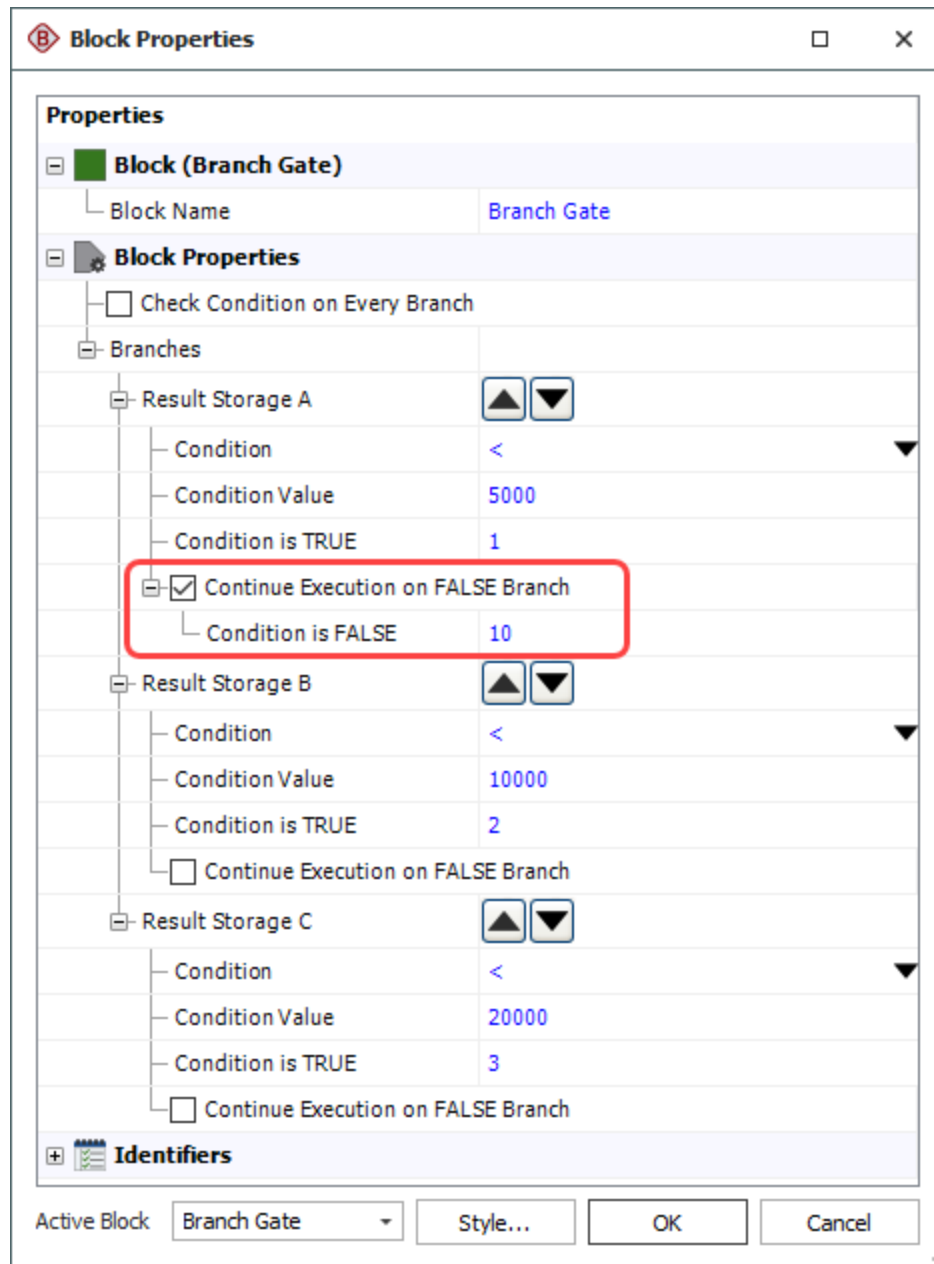 B Block Properties
Properties
Block (Branch Gate)
Block Name Branch Gate
Block Properties
Check Condition on Every Branch
Branches
Result Storage A
Condition <
Condition Value 5000
Condition is TRUE 1
Continue Execution on FALSE Branch
Condition is FALSE 10
Result Storage B
Condition <
Condition Value 10000
Condition is TRUE 2
Continue Execution on FALSE Branch
Result Storage C
Condition <
Condition Value 20000
Condition is TRUE 3
Continue Execution on FALSE Branch
Identifiers
Active Block Branch Gate Style... OK Cancel